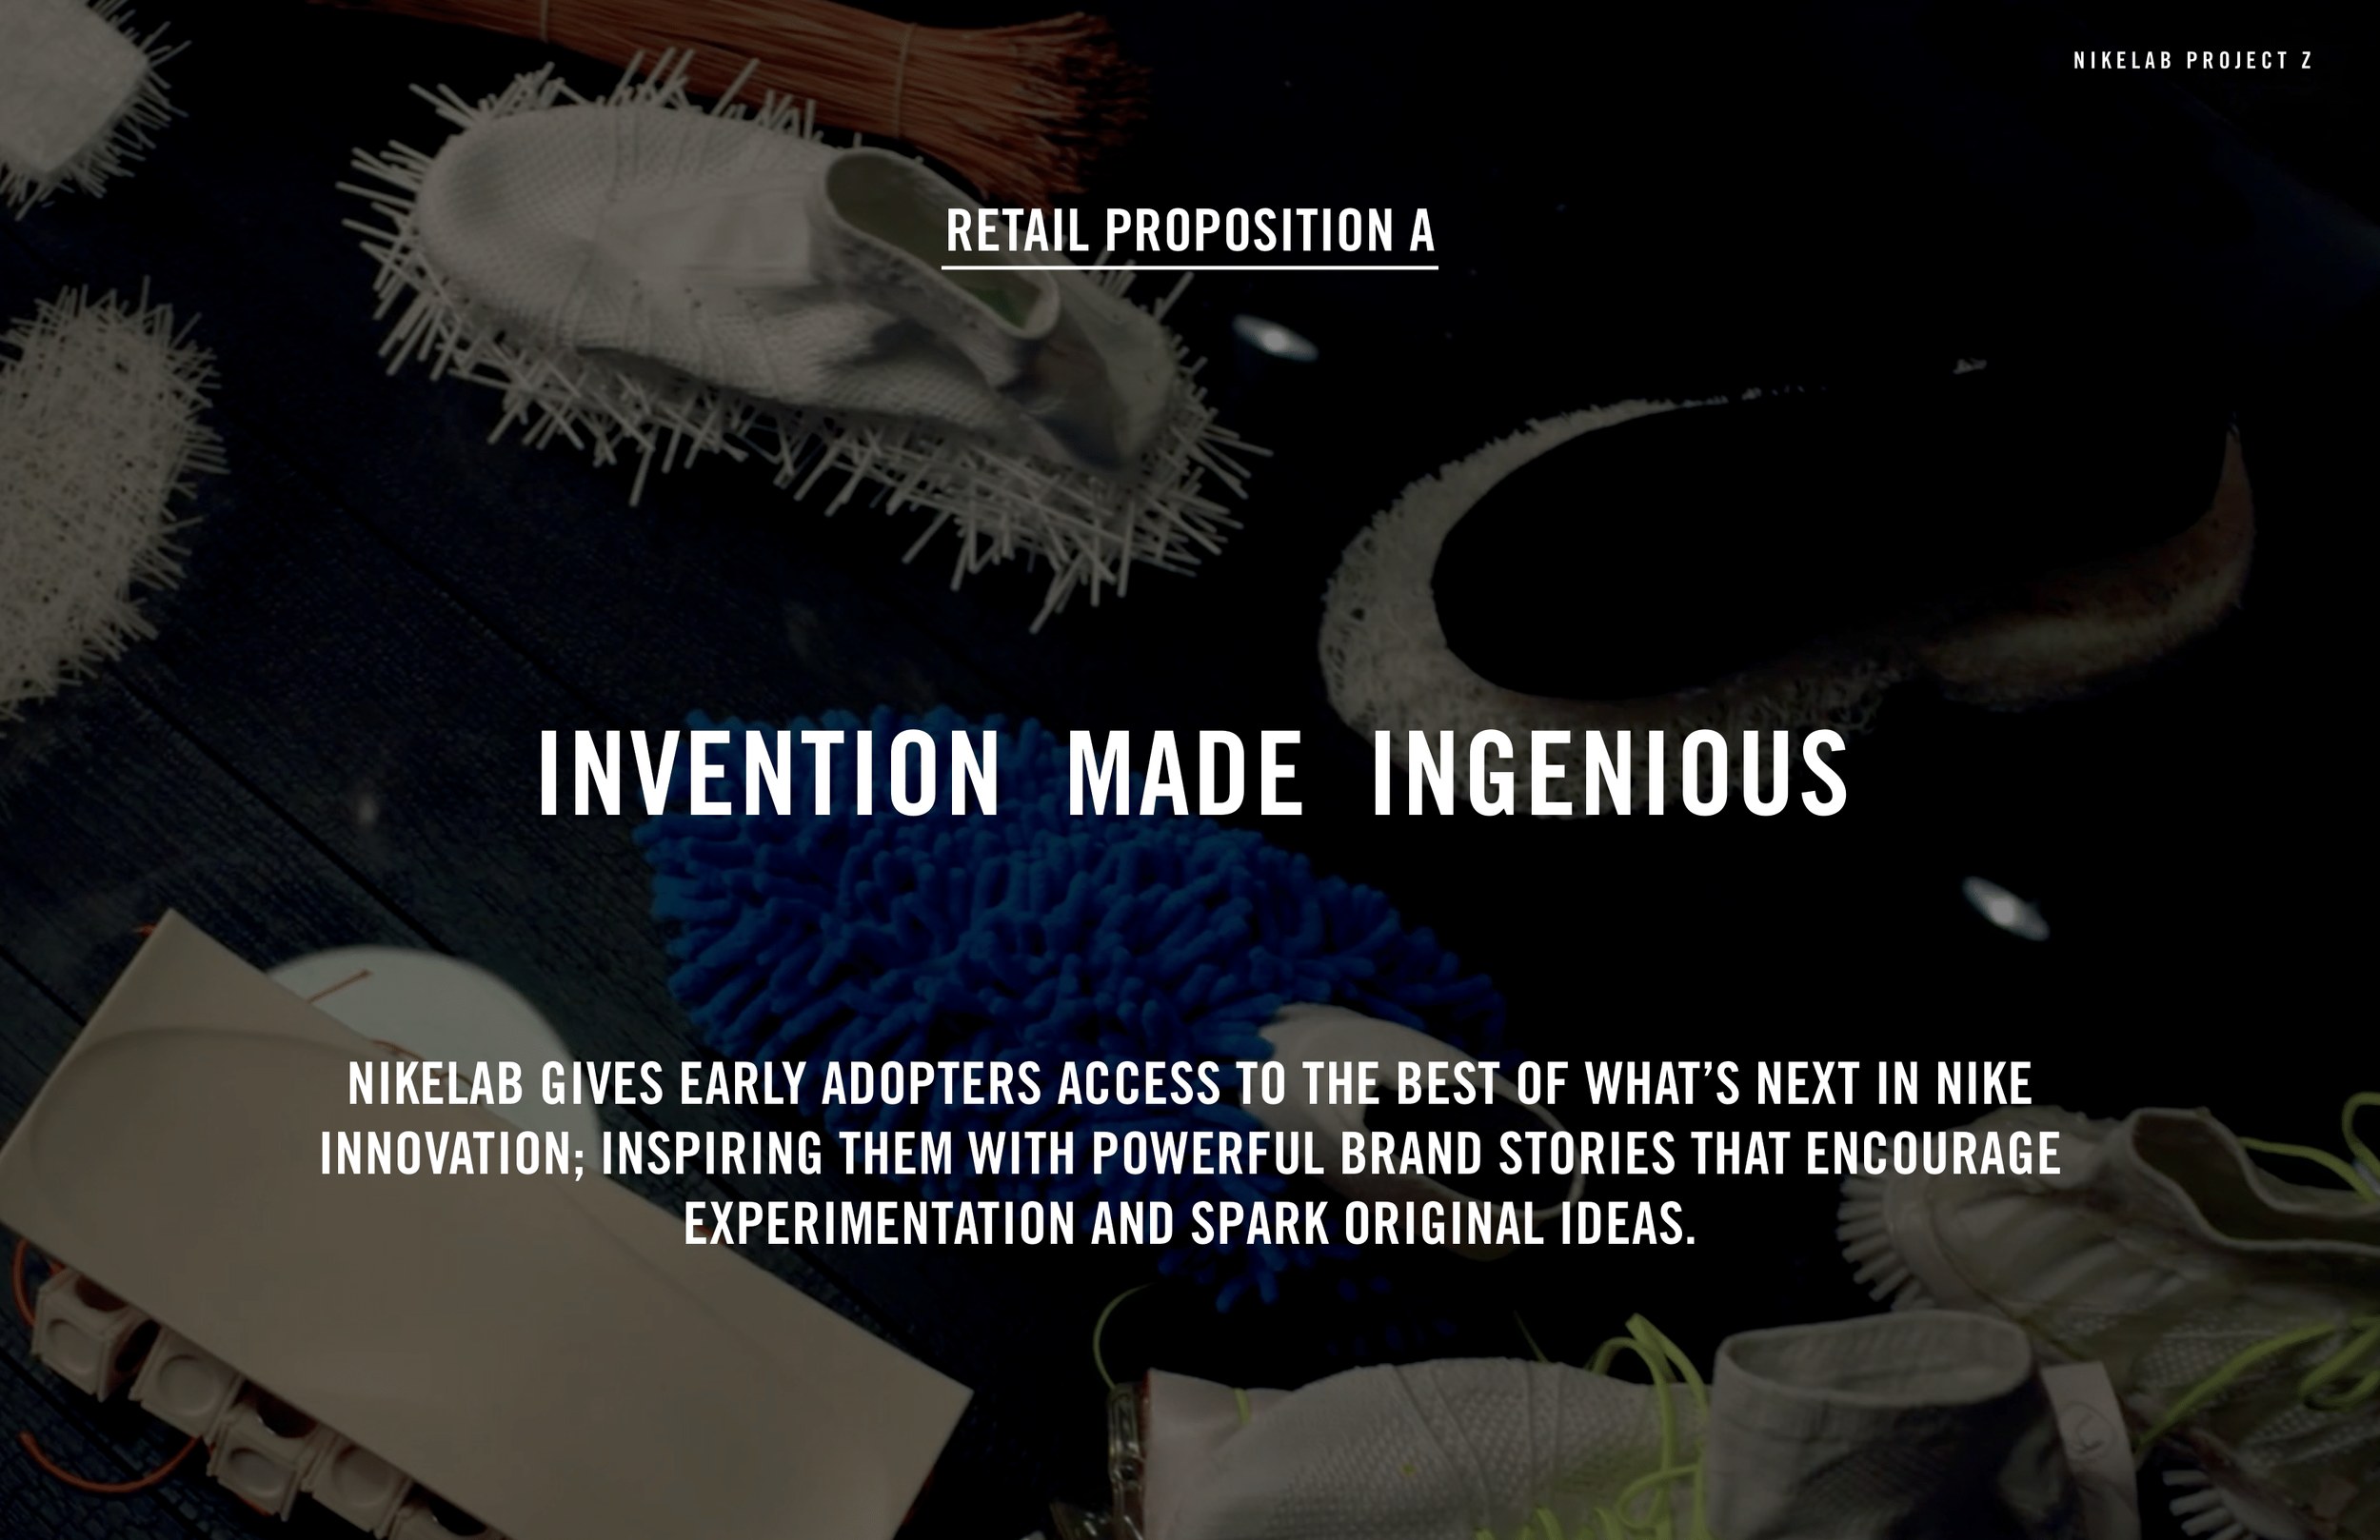 NIKELAB PROJECT Z
RETAIL PROPOSITION A
INVENTION MADE INGENIOUS
NIKELAB GIVES EARLY ADOPTERS ACCESS TO THE BEST OF WHAT’S NEXT IN NIKE
INNOVATION; INSPIRING THEM WITH POWERFUL BRAND STORIES THAT ENCOURAGE
EXPERIMENTATION AND SPARK ORIGINAL IDEAS.